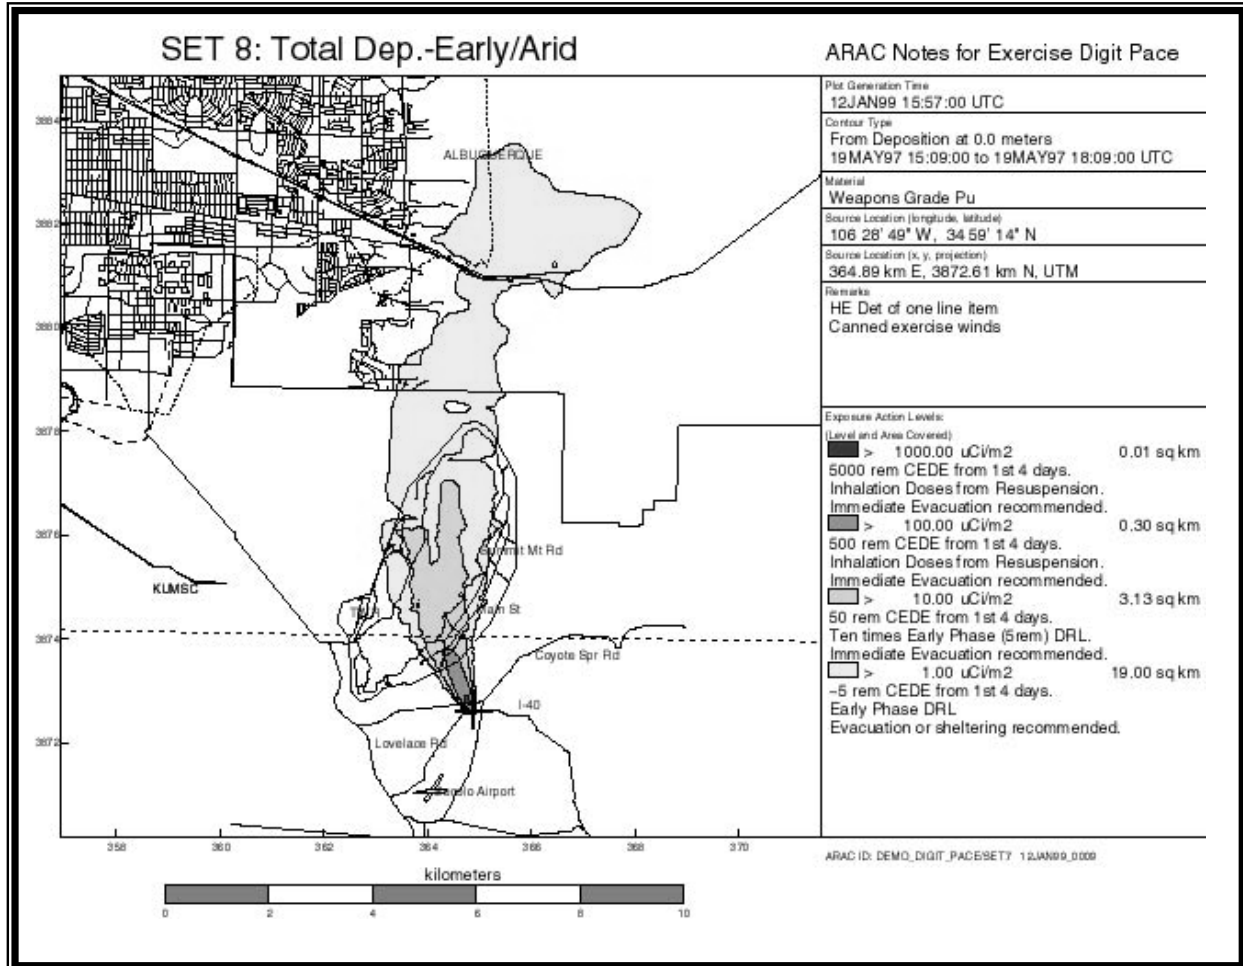 SET 8: Total Dep.-Early/Arid
ARAC Notes for Exercise Digit Pace
Plot Generation Time
12JAN99 15:57:00 UTC
Contour Type
From Deposition at 0.0 meters
19MAY97 15:09:00 to 19MAY97 18:09:00 UTC
Material
Weapons Grade Pu
Source Location (longitude, latitude)
106 28' 49" W, 34 59' 14" N
Source Location (x, y, projection)
364.89 km E, 3872.61 km N, UTM
Remarks
HE Det of one line item
Canned exercise winds
Exposure Action Levels:
(Level and Area Covered)
> 1000.00 uCi/m2 0.01 sq km
5000 rem CEDE from 1st 4 days.
Inhalation Doses from Resuspension.
Immediate Evacuation recommended.
> 100.00 uCi/m2 0.30 sq km
500 rem CEDE from 1st 4 days.
Inhalation Doses from Resuspension.
Immediate Evacuation recommended.
> 10.00 uCi/m2 3.13 sq km
50 rem CEDE from 1st 4 days.
Ten times Early Phase (5rem) DRL.
Immediate Evacuation recommended.
> 1.00 uCi/m2 19.00 sq km
~5 rem CEDE from 1st 4 days.
Early Phase DRL
Evacuation or sheltering recommended.
ARAC ID: DEMO_DIGIT_PACE/SET7 12JAN99_0009
3884
3882
3880
3878
3876
3874
3872
ALBUQUERQUE
Summit Mt Rd
KUMSC
Main St
Coyote Spr Rd
I-40
Lovelace Rd
Airport
358 360 362 364 366 368 370
kilometers
0 2 4 6 8 10